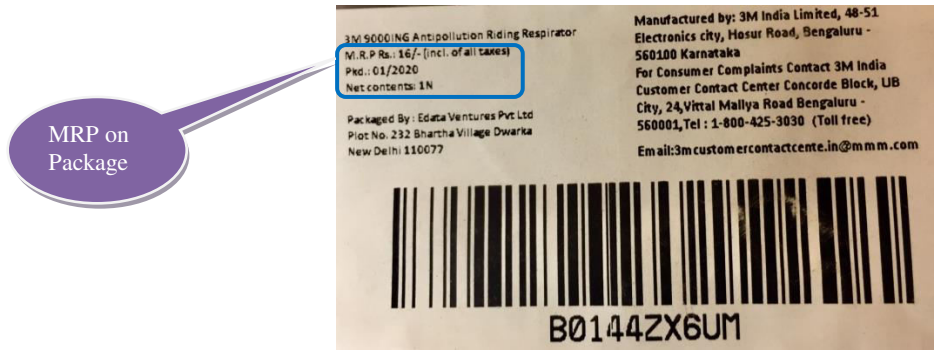 MRP on
Package
3M 9000ING Antipollution Riding Respirator
M.R.P Rs.: 16/- (incl. of all taxes)
Pkd.: 01/2020
Net contents: 1N
Packaged By : Edata Ventures Pvt Ltd
Plot No. 232 Bhartha Village Dwarka
New Delhi 110077
Manufactured by: 3M India Limited, 48-51
Electronics city, Hosur Road, Bengaluru -
560100 Karnataka
For Consumer Complaints Contact 3M India
Customer Contact Center Concorde Block, UB
City, 24,Vittal Mallya Road Bengaluru -
560001,Tel : 1-800-425-3030 (Toll free)
Email:3mcustomercontactcente.in@mmm.com
B0144ZX6UM